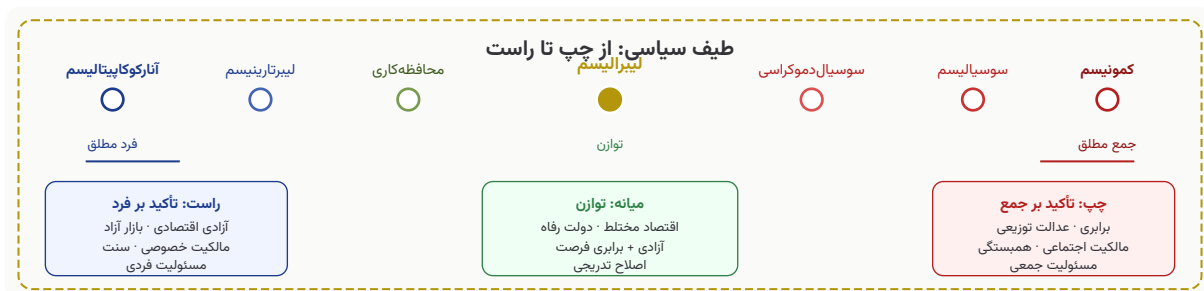 طیف سیاسی: از چپ تا راست
کمونیسم
سوسیالیسم
سوسیال‌دموکراسی
لیبرالیسم
محافظه‌کاری
لیبرتارینیسم
آنارکوکاپیتالیسم
جمع مطلق
توازن
فرد مطلق
چپ: تأکید بر جمع
برابری · عدالت توزیعی
مالکیت اجتماعی · همبستگی
مسئولیت جمعی
میانه: توازن
اقتصاد مختلط · دولت رفاه
آزادی + برابری فرصت
اصلاح تدریجی
راست: تأکید بر فرد
آزادی اقتصادی · بازار آزاد
مالکیت خصوصی · سنت
مسئولیت فردی